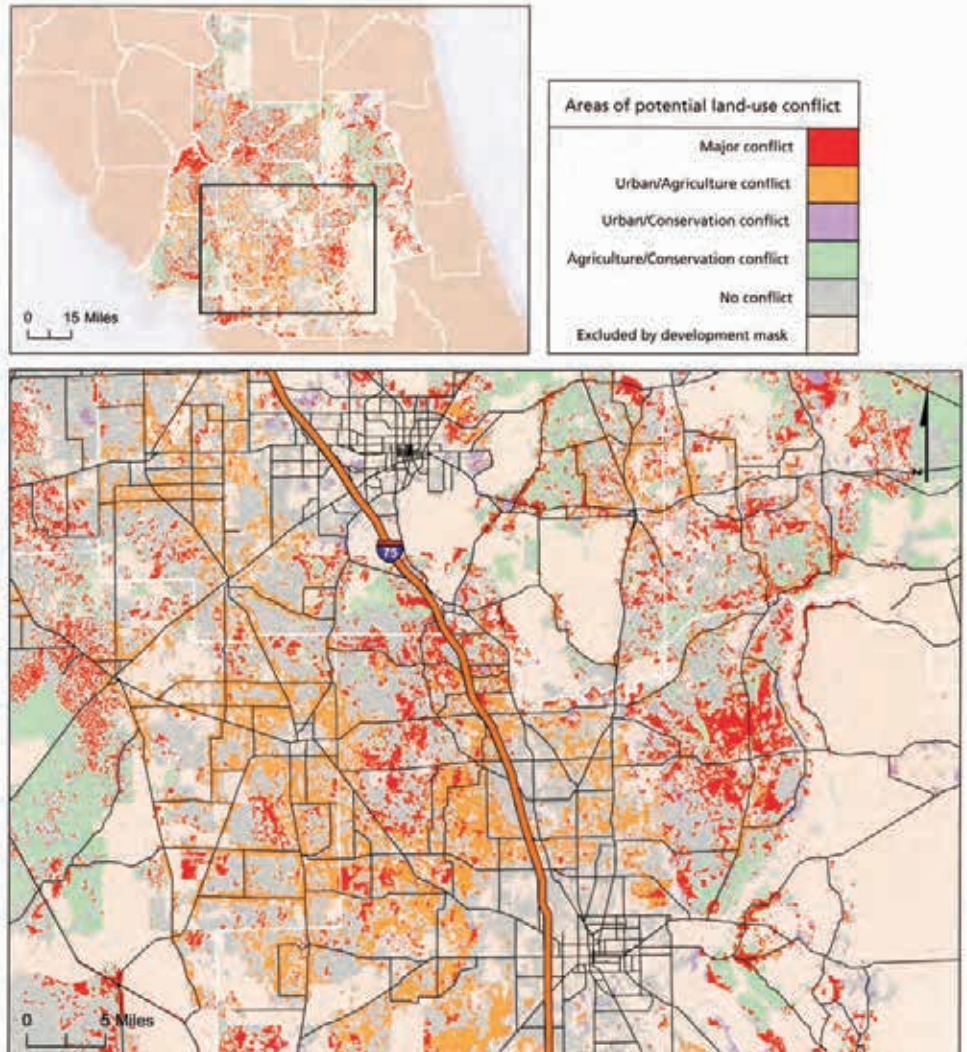 0 15 Miles
Areas of potential land-use conflict
Major conflict
Urban/Agriculture conflict
Urban/Conservation conflict
Agriculture/Conservation conflict
No conflict
Excluded by development mask
75
0 5 Miles